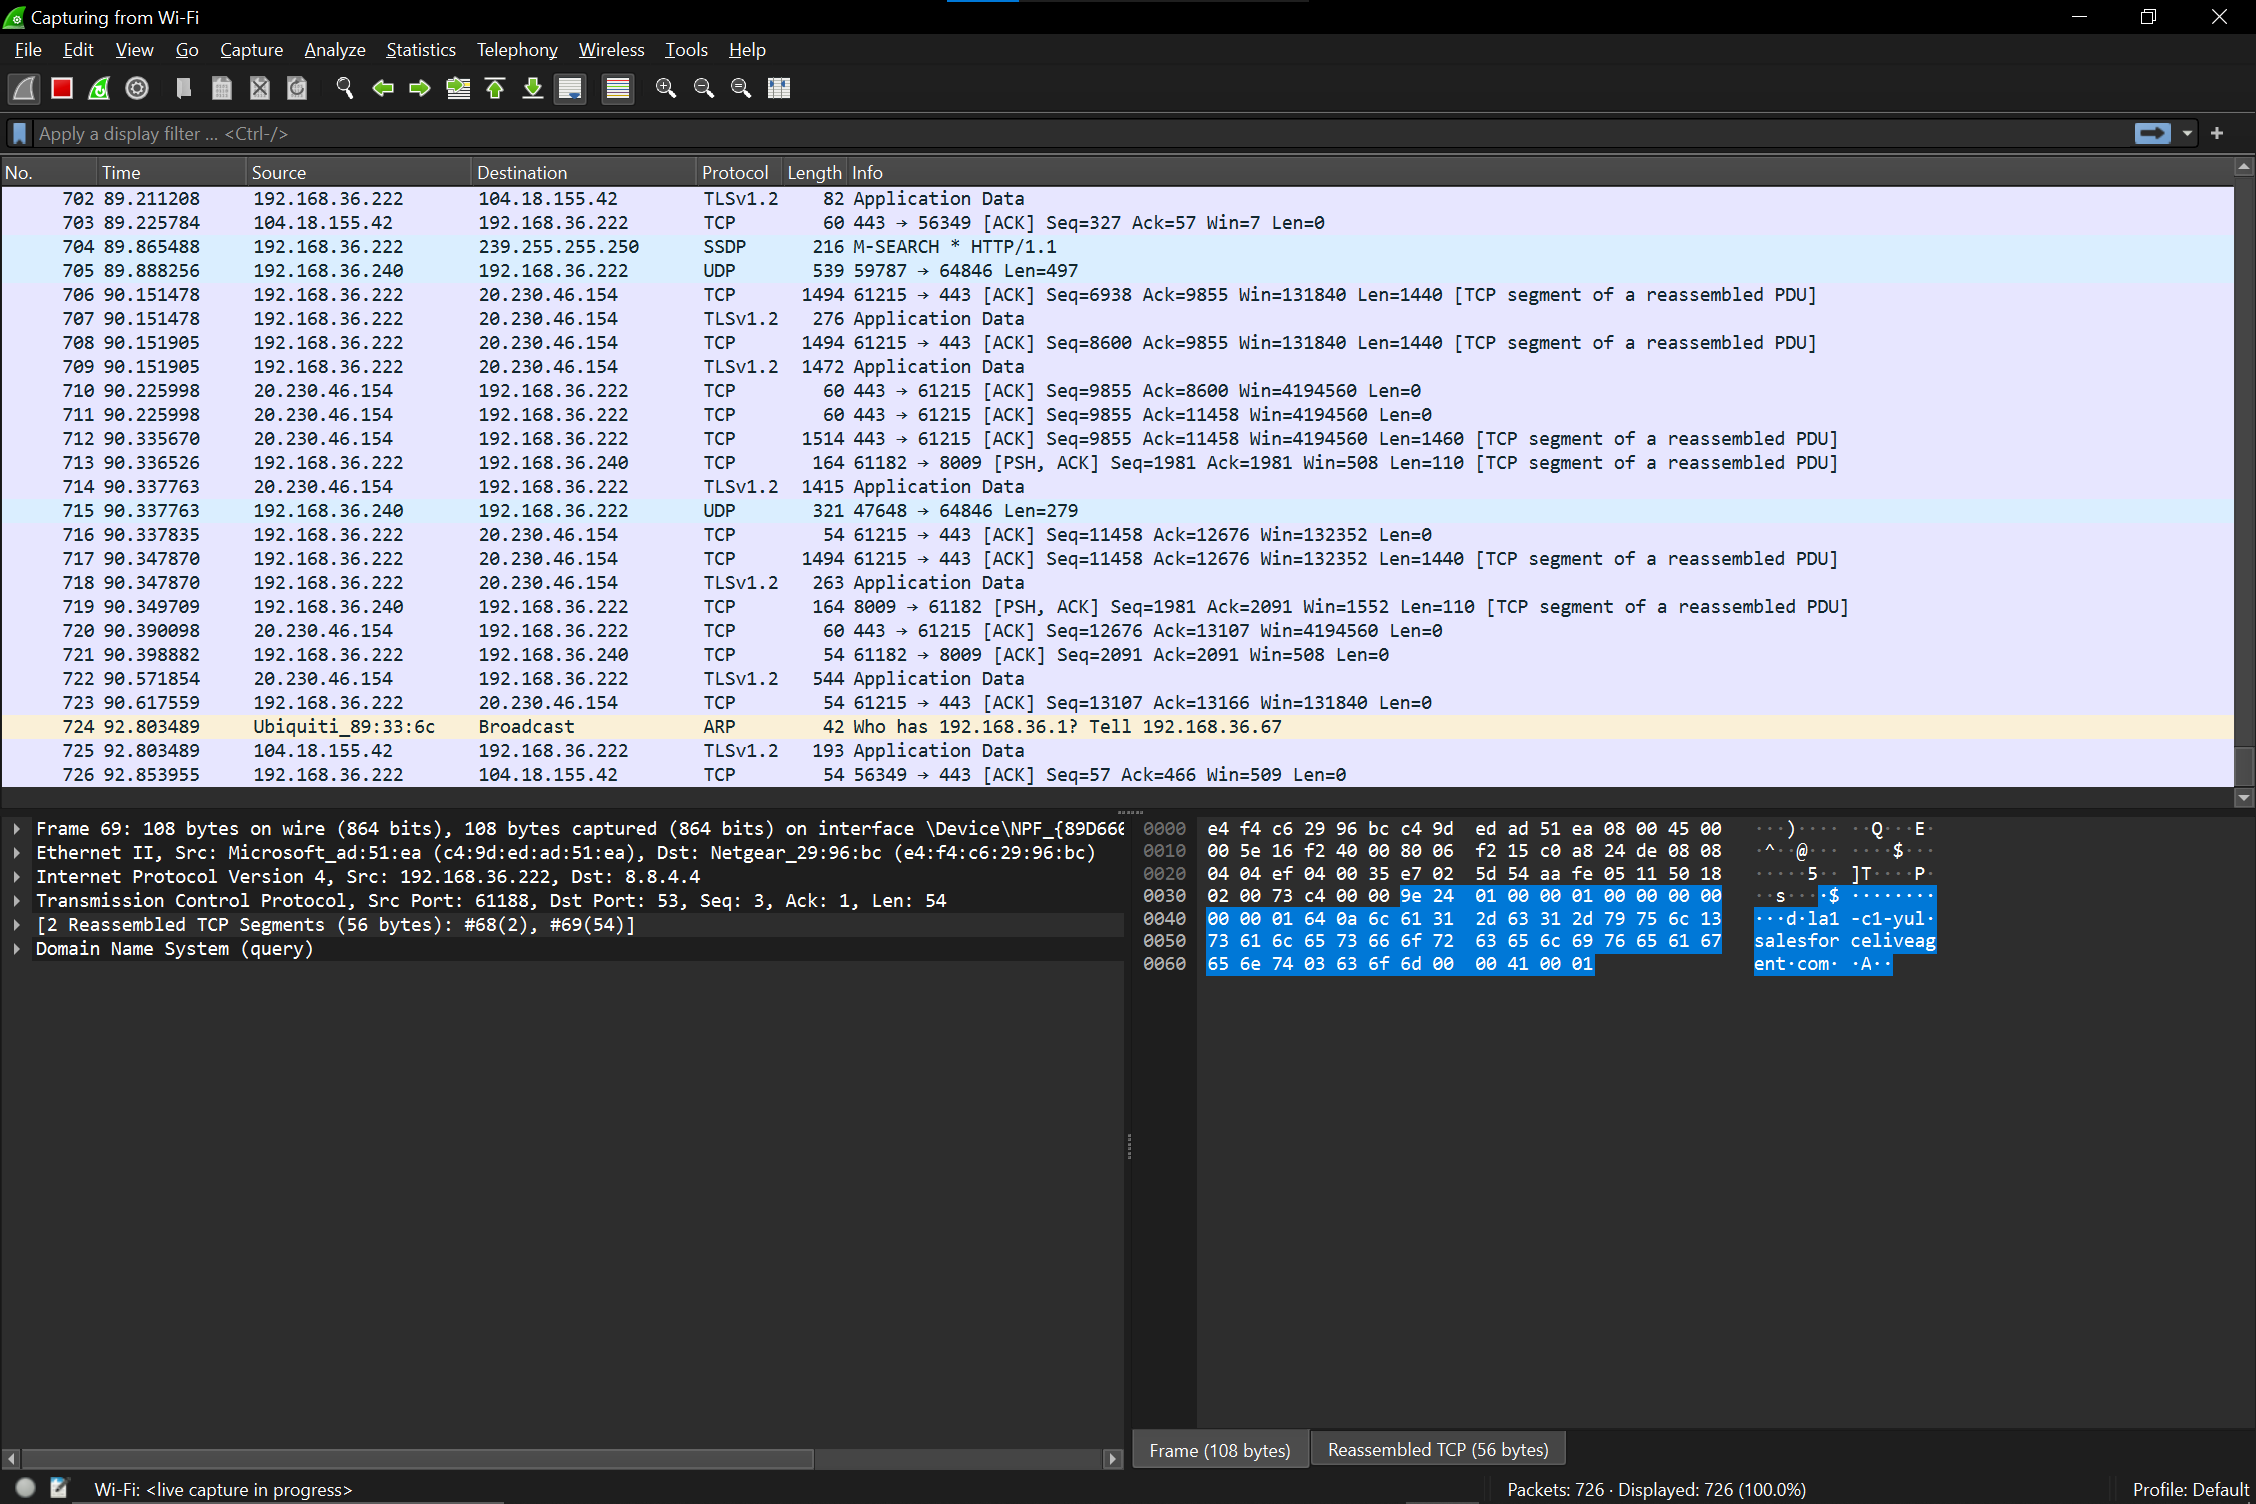 Capturing from Wi-Fi
File Edit View Go Capture Analyze Statistics Telephony Wireless Tools Help
Apply a display filter ... <Ctrl-/>
No. Time Source Destination Protocol Length Info
702 89.211208 192.168.36.222 104.18.155.42 TLSv1.2 82 Application Data
703 89.225784 104.18.155.42 192.168.36.222 TCP 60 443 → 56349 [ACK] Seq=327 Ack=57 Win=7 Len=0
704 89.865488 192.168.36.222 239.255.255.250 SSDP 216 M-SEARCH * HTTP/1.1
705 89.888256 192.168.36.240 192.168.36.222 UDP 539 59787 → 64846 Len=497
706 90.151478 192.168.36.222 20.230.46.154 TCP 1494 61215 → 443 [ACK] Seq=6938 Ack=9855 Win=131840 Len=1440 [TCP segment of a reassembled PDU]
707 90.151478 192.168.36.222 20.230.46.154 TLSv1.2 276 Application Data
708 90.151905 192.168.36.222 20.230.46.154 TCP 1494 61215 → 443 [ACK] Seq=8600 Ack=9855 Win=131840 Len=1440 [TCP segment of a reassembled PDU]
709 90.151905 192.168.36.222 20.230.46.154 TLSv1.2 1472 Application Data
710 90.225998 20.230.46.154 192.168.36.222 TCP 60 443 → 61215 [ACK] Seq=9855 Ack=8600 Win=4194560 Len=0
711 90.225998 20.230.46.154 192.168.36.222 TCP 60 443 → 61215 [ACK] Seq=9855 Ack=11458 Win=4194560 Len=0
712 90.335670 20.230.46.154 192.168.36.222 TCP 1514 443 → 61215 [ACK] Seq=9855 Ack=11458 Win=4194560 Len=1460 [TCP segment of a reassembled PDU]
713 90.336526 192.168.36.222 192.168.36.240 TCP 164 61182 → 8009 [PSH, ACK] Seq=1981 Ack=1981 Win=508 Len=110 [TCP segment of a reassembled PDU]
714 90.337763 20.230.46.154 192.168.36.222 TLSv1.2 1415 Application Data
715 90.337763 192.168.36.240 192.168.36.222 UDP 321 47648 → 64846 Len=279
716 90.337835 192.168.36.222 20.230.46.154 TCP 54 61215 → 443 [ACK] Seq=11458 Ack=12676 Win=132352 Len=0
717 90.347870 192.168.36.222 20.230.46.154 TCP 1494 61215 → 443 [ACK] Seq=11458 Ack=12676 Win=132352 Len=1440 [TCP segment of a reassembled PDU]
718 90.347870 192.168.36.222 20.230.46.154 TLSv1.2 263 Application Data
719 90.349709 192.168.36.240 192.168.36.222 TCP 164 8009 → 61182 [PSH, ACK] Seq=1981 Ack=2091 Win=1552 Len=110 [TCP segment of a reassembled PDU]
720 90.390098 20.230.46.154 192.168.36.222 TCP 60 443 → 61215 [ACK] Seq=12676 Ack=13107 Win=4194560 Len=0
721 90.398882 192.168.36.222 192.168.36.240 TCP 54 61182 → 8009 [ACK] Seq=2091 Ack=2091 Win=508 Len=0
722 90.571854 20.230.46.154 192.168.36.222 TLSv1.2 544 Application Data
723 90.617559 192.168.36.222 20.230.46.154 TCP 54 61215 → 443 [ACK] Seq=13107 Ack=13166 Win=131840 Len=0
724 92.803489 Ubiquiti_89:33:6c Broadcast ARP 42 Who has 192.168.36.1? Tell 192.168.36.67
725 92.803489 104.18.155.42 192.168.36.222 TLSv1.2 193 Application Data
726 92.853955 192.168.36.222 104.18.155.42 TCP 54 56349 → 443 [ACK] Seq=57 Ack=466 Win=509 Len=0
Frame 69: 108 bytes on wire (864 bits), 108 bytes captured (864 bits) on interface \Device\NPF_{89D66
Ethernet II, Src: Microsoft_ad:51:ea (c4:9d:ed:ad:51:ea), Dst: Netgear_29:96:bc (e4:f4:c6:29:96:bc)
Internet Protocol Version 4, Src: 192.168.36.222, Dst: 8.8.4.4
Transmission Control Protocol, Src Port: 61188, Dst Port: 53, Seq: 3, Ack: 1, Len: 54
[2 Reassembled TCP Segments (56 bytes): #68(2), #69(54)]
Domain Name System (query)
0000 e4 f4 c6 29 96 bc c4 9d ed ad 51 ea 08 00 45 00 ···)···· ··Q···E·
0010 00 5e 16 f2 40 00 80 06 f2 15 c0 a8 24 de 08 08 ·^··@··· ····$···
0020 04 04 ef 04 00 35 e7 02 5d 54 aa fe 05 11 50 18 ·····5·· ]T····P·
0030 02 00 73 c4 00 00 9e 24 01 00 00 01 00 00 00 00 ··s····$ ········
0040 00 00 01 64 0a 6c 61 31 2d 63 31 2d 79 75 6c 13 ···d·la1 -c1-yul·
0050 73 61 6c 65 73 66 6f 72 63 65 6c 69 76 65 61 67 salesfor celiveag
0060 65 6e 74 03 63 6f 6d 00 00 41 00 01 ent·com· ·A··
Frame (108 bytes) Reassembled TCP (56 bytes)
Wi-Fi: <live capture in progress> Packets: 726 · Displayed: 726 (100.0%) Profile: Default